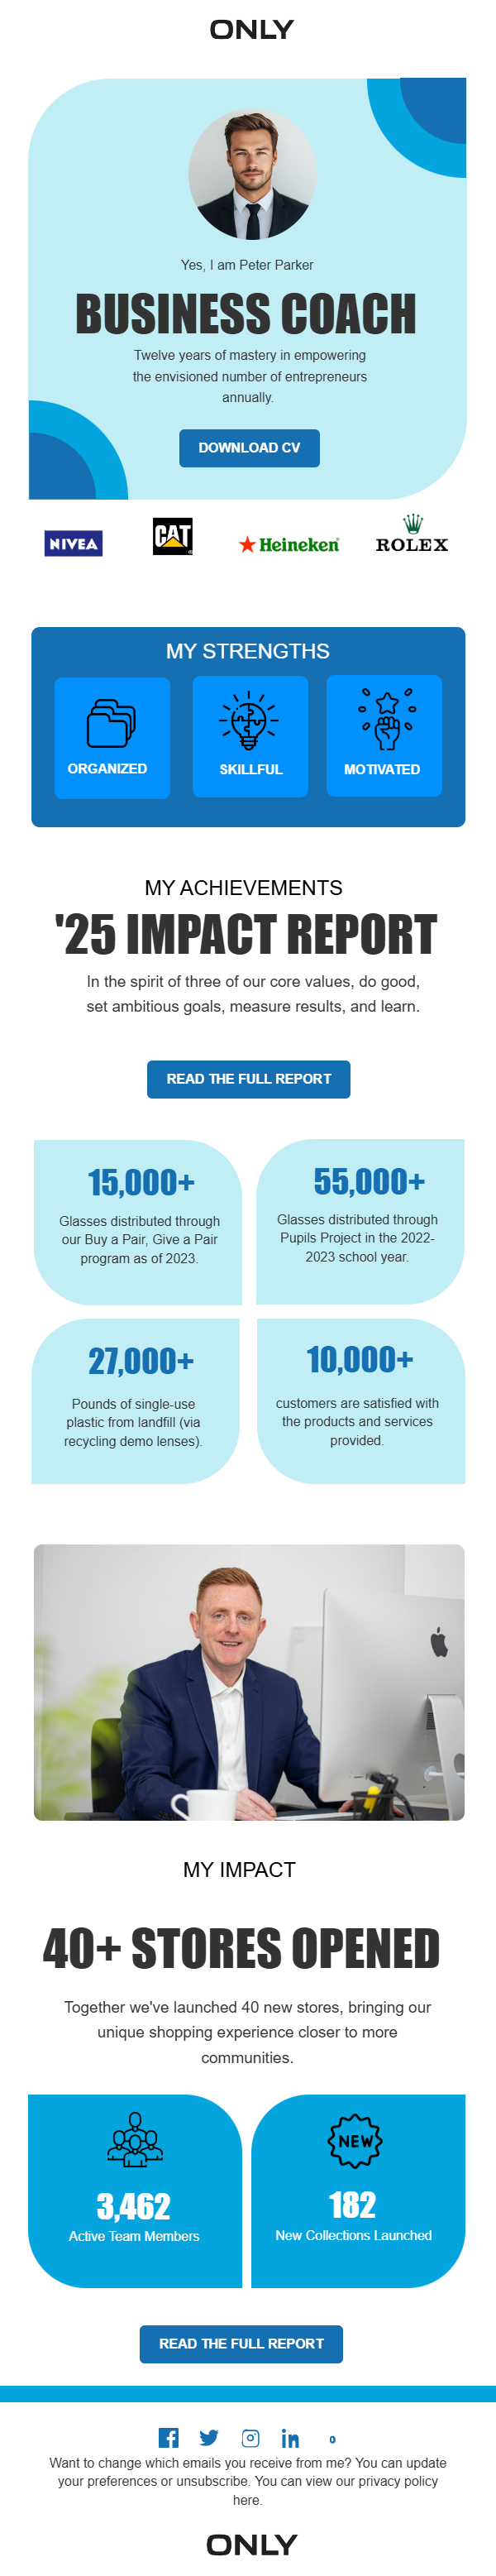 ONLY
Yes, I am Peter Parker
BUSINESS COACH
Twelve years of mastery in empowering
the envisioned number of entrepreneurs
annually.
DOWNLOAD CV
NIVEA
CAT
Heineken
ROLEX
MY STRENGTHS
ORGANIZED
SKILLFUL
MOTIVATED
MY ACHIEVEMENTS
'25 IMPACT REPORT
In the spirit of three of our core values, do good,
set ambitious goals, measure results, and learn.
READ THE FULL REPORT
15,000+
Glasses distributed through
our Buy a Pair, Give a Pair
program as of 2023.
55,000+
Glasses distributed through
Pupils Project in the 2022-
2023 school year.
27,000+
Pounds of single-use
plastic from landfill (via
recycling demo lenses).
10,000+
customers are satisfied with
the products and services
provided.
MY IMPACT
40+ STORES OPENED
Together we've launched 40 new stores, bringing our
unique shopping experience closer to more
communities.
3,462
Active Team Members
NEW
182
New Collections Launched
READ THE FULL REPORT
Want to change which emails you receive from me? You can update
your preferences or unsubscribe. You can view our privacy policy
here.
ONLY